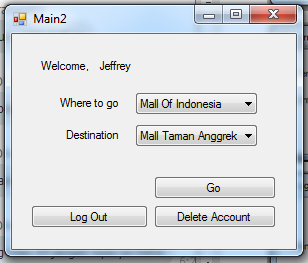 Main2
Welcome, Jeffrey
Where to go Mall Of Indonesia
Destination Mall Taman Anggrek
Go
Log Out Delete Account